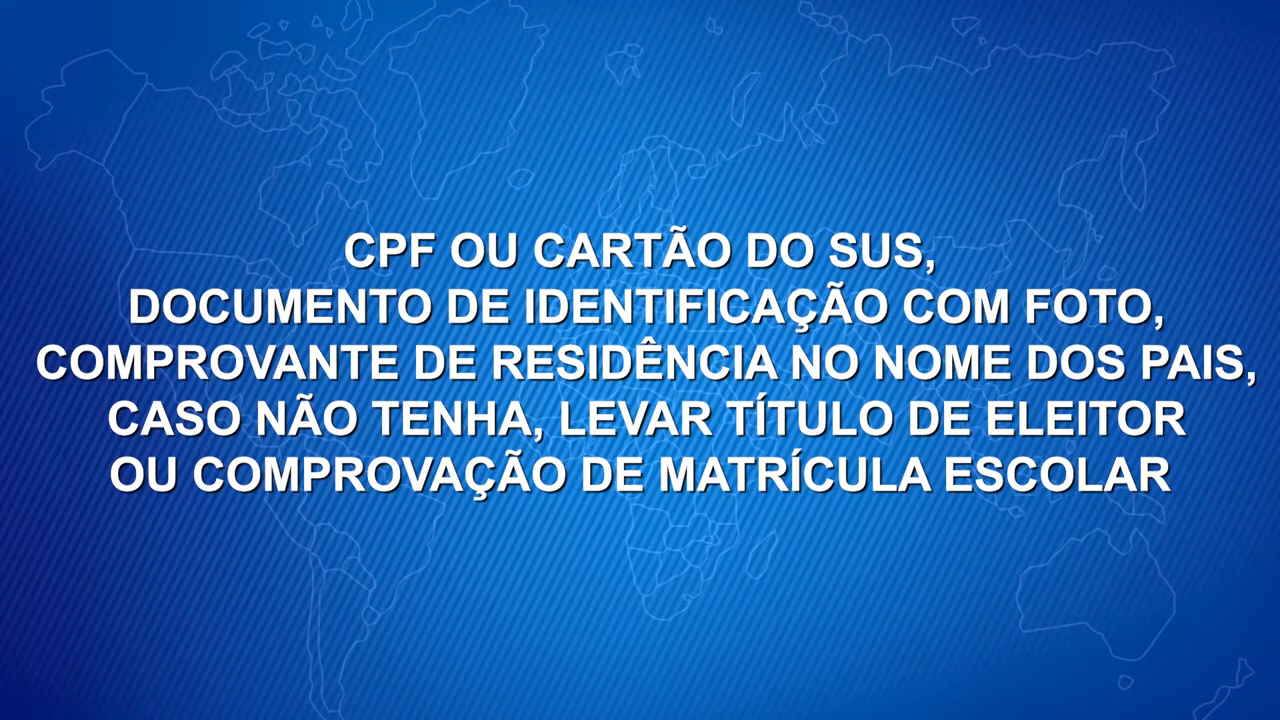 CPF OU CARTÃO DO SUS,
DOCUMENTO DE IDENTIFICAÇÃO COM FOTO,
COMPROVANTE DE RESIDÊNCIA NO NOME DOS PAIS,
CASO NÃO TENHA, LEVAR TÍTULO DE ELEITOR
OU COMPROVAÇÃO DE MATRÍCULA ESCOLAR